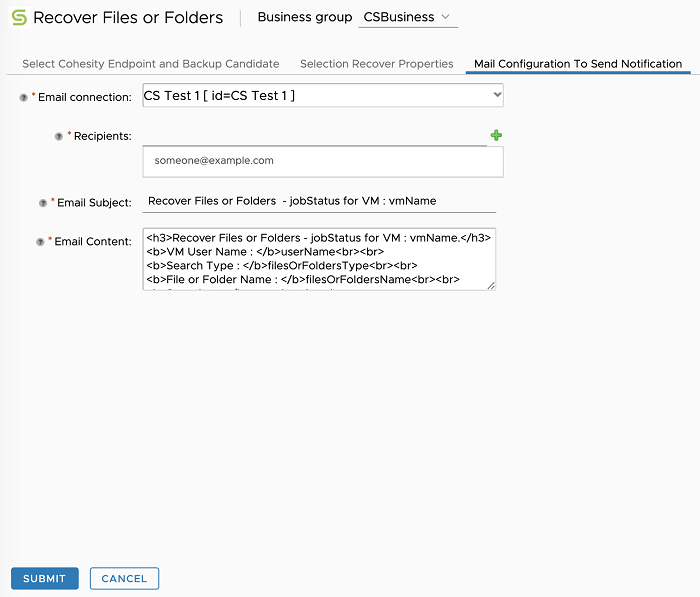 Recover Files or Folders Business group CSBusiness
Select Cohesity Endpoint and Backup Candidate Selection Recover Properties Mail Configuration To Send Notification
* Email connection: CS Test 1 [ id=CS Test 1 ]
* Recipients:
someone@example.com
* Email Subject: Recover Files or Folders - jobStatus for VM : vmName
* Email Content: <h3>Recover Files or Folders - jobStatus for VM : vmName.</h3>
<b>VM User Name : </b>userName<br><br>
<b>Search Type : </b>filesOrFoldersType<br><br>
<b>File or Folder Name : </b>filesOrFoldersName<br><br>
SUBMIT CANCEL